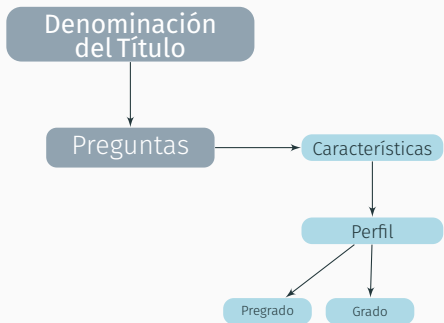 Denominación
del Título
Preguntas
Características
Perfil
Pregrado
Grado